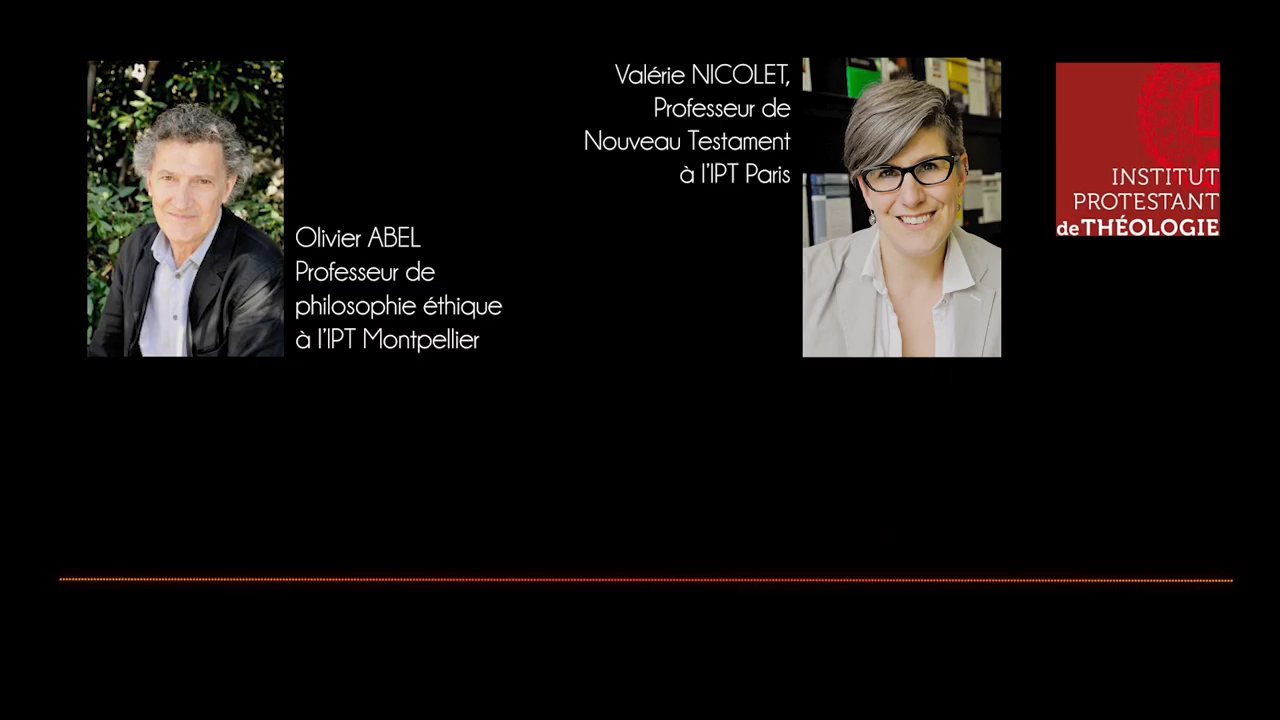 Olivier ABEL
Professeur de
philosophie éthique
à l'IPT Montpellier
Valérie NICOLET,
Professeur de
Nouveau Testament
à l'IPT Paris
INSTITUT
PROTESTANT
de THÉOLOGIE